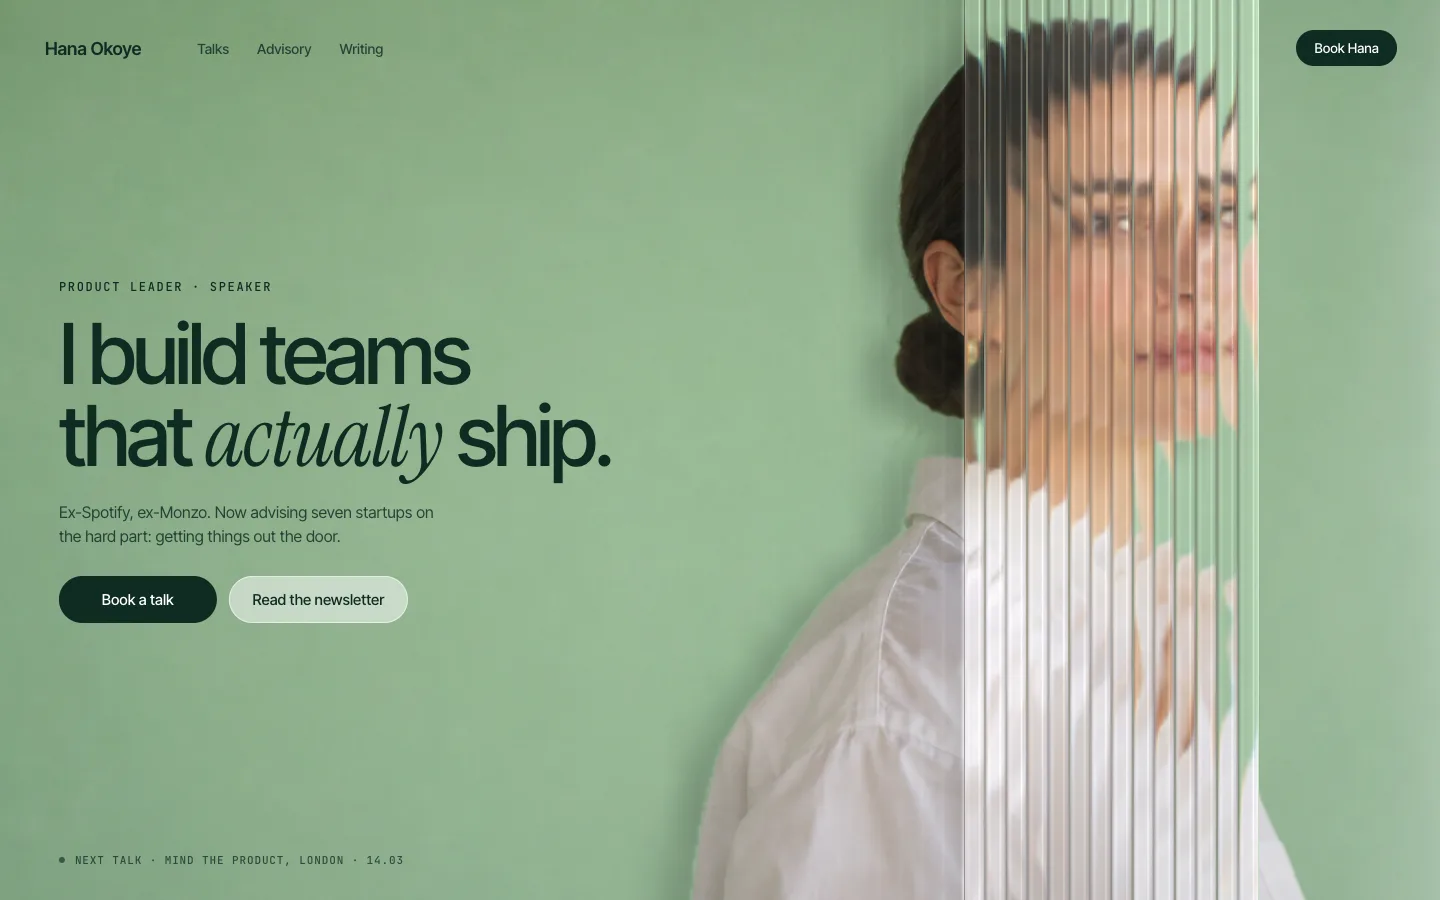 Hana Okoye
Talks
Advisory
Writing
Book Hana
PRODUCT LEADER · SPEAKER
I build teams
that actually ship.
Ex-Spotify, ex-Monzo. Now advising seven startups on
the hard part: getting things out the door.
Book a talk
Read the newsletter
NEXT TALK · MIND THE PRODUCT, LONDON · 14.03